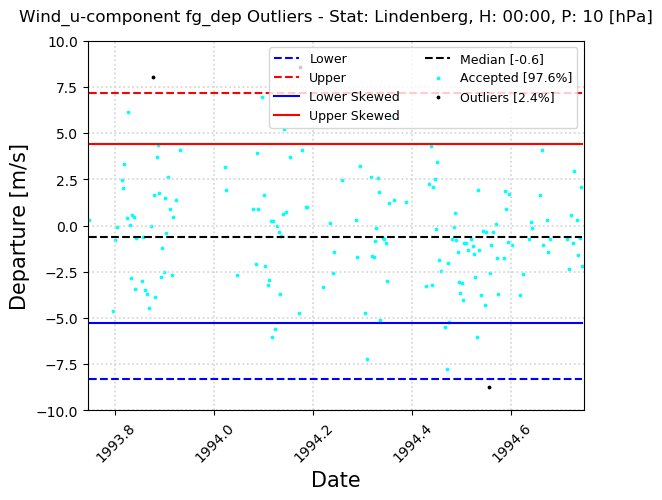 Wind_u-component fg_dep Outliers - Stat: Lindenberg, H: 00:00, P: 10 [hPa]
Lower
Upper
Lower Skewed
Upper Skewed
Median [-0.6]
Accepted [97.6%]
Outliers [2.4%]
Departure [m/s]
10.0
7.5
5.0
2.5
0.0
−2.5
−5.0
−7.5
−10.0
1993.8
1994.0
1994.2
1994.4
1994.6
Date